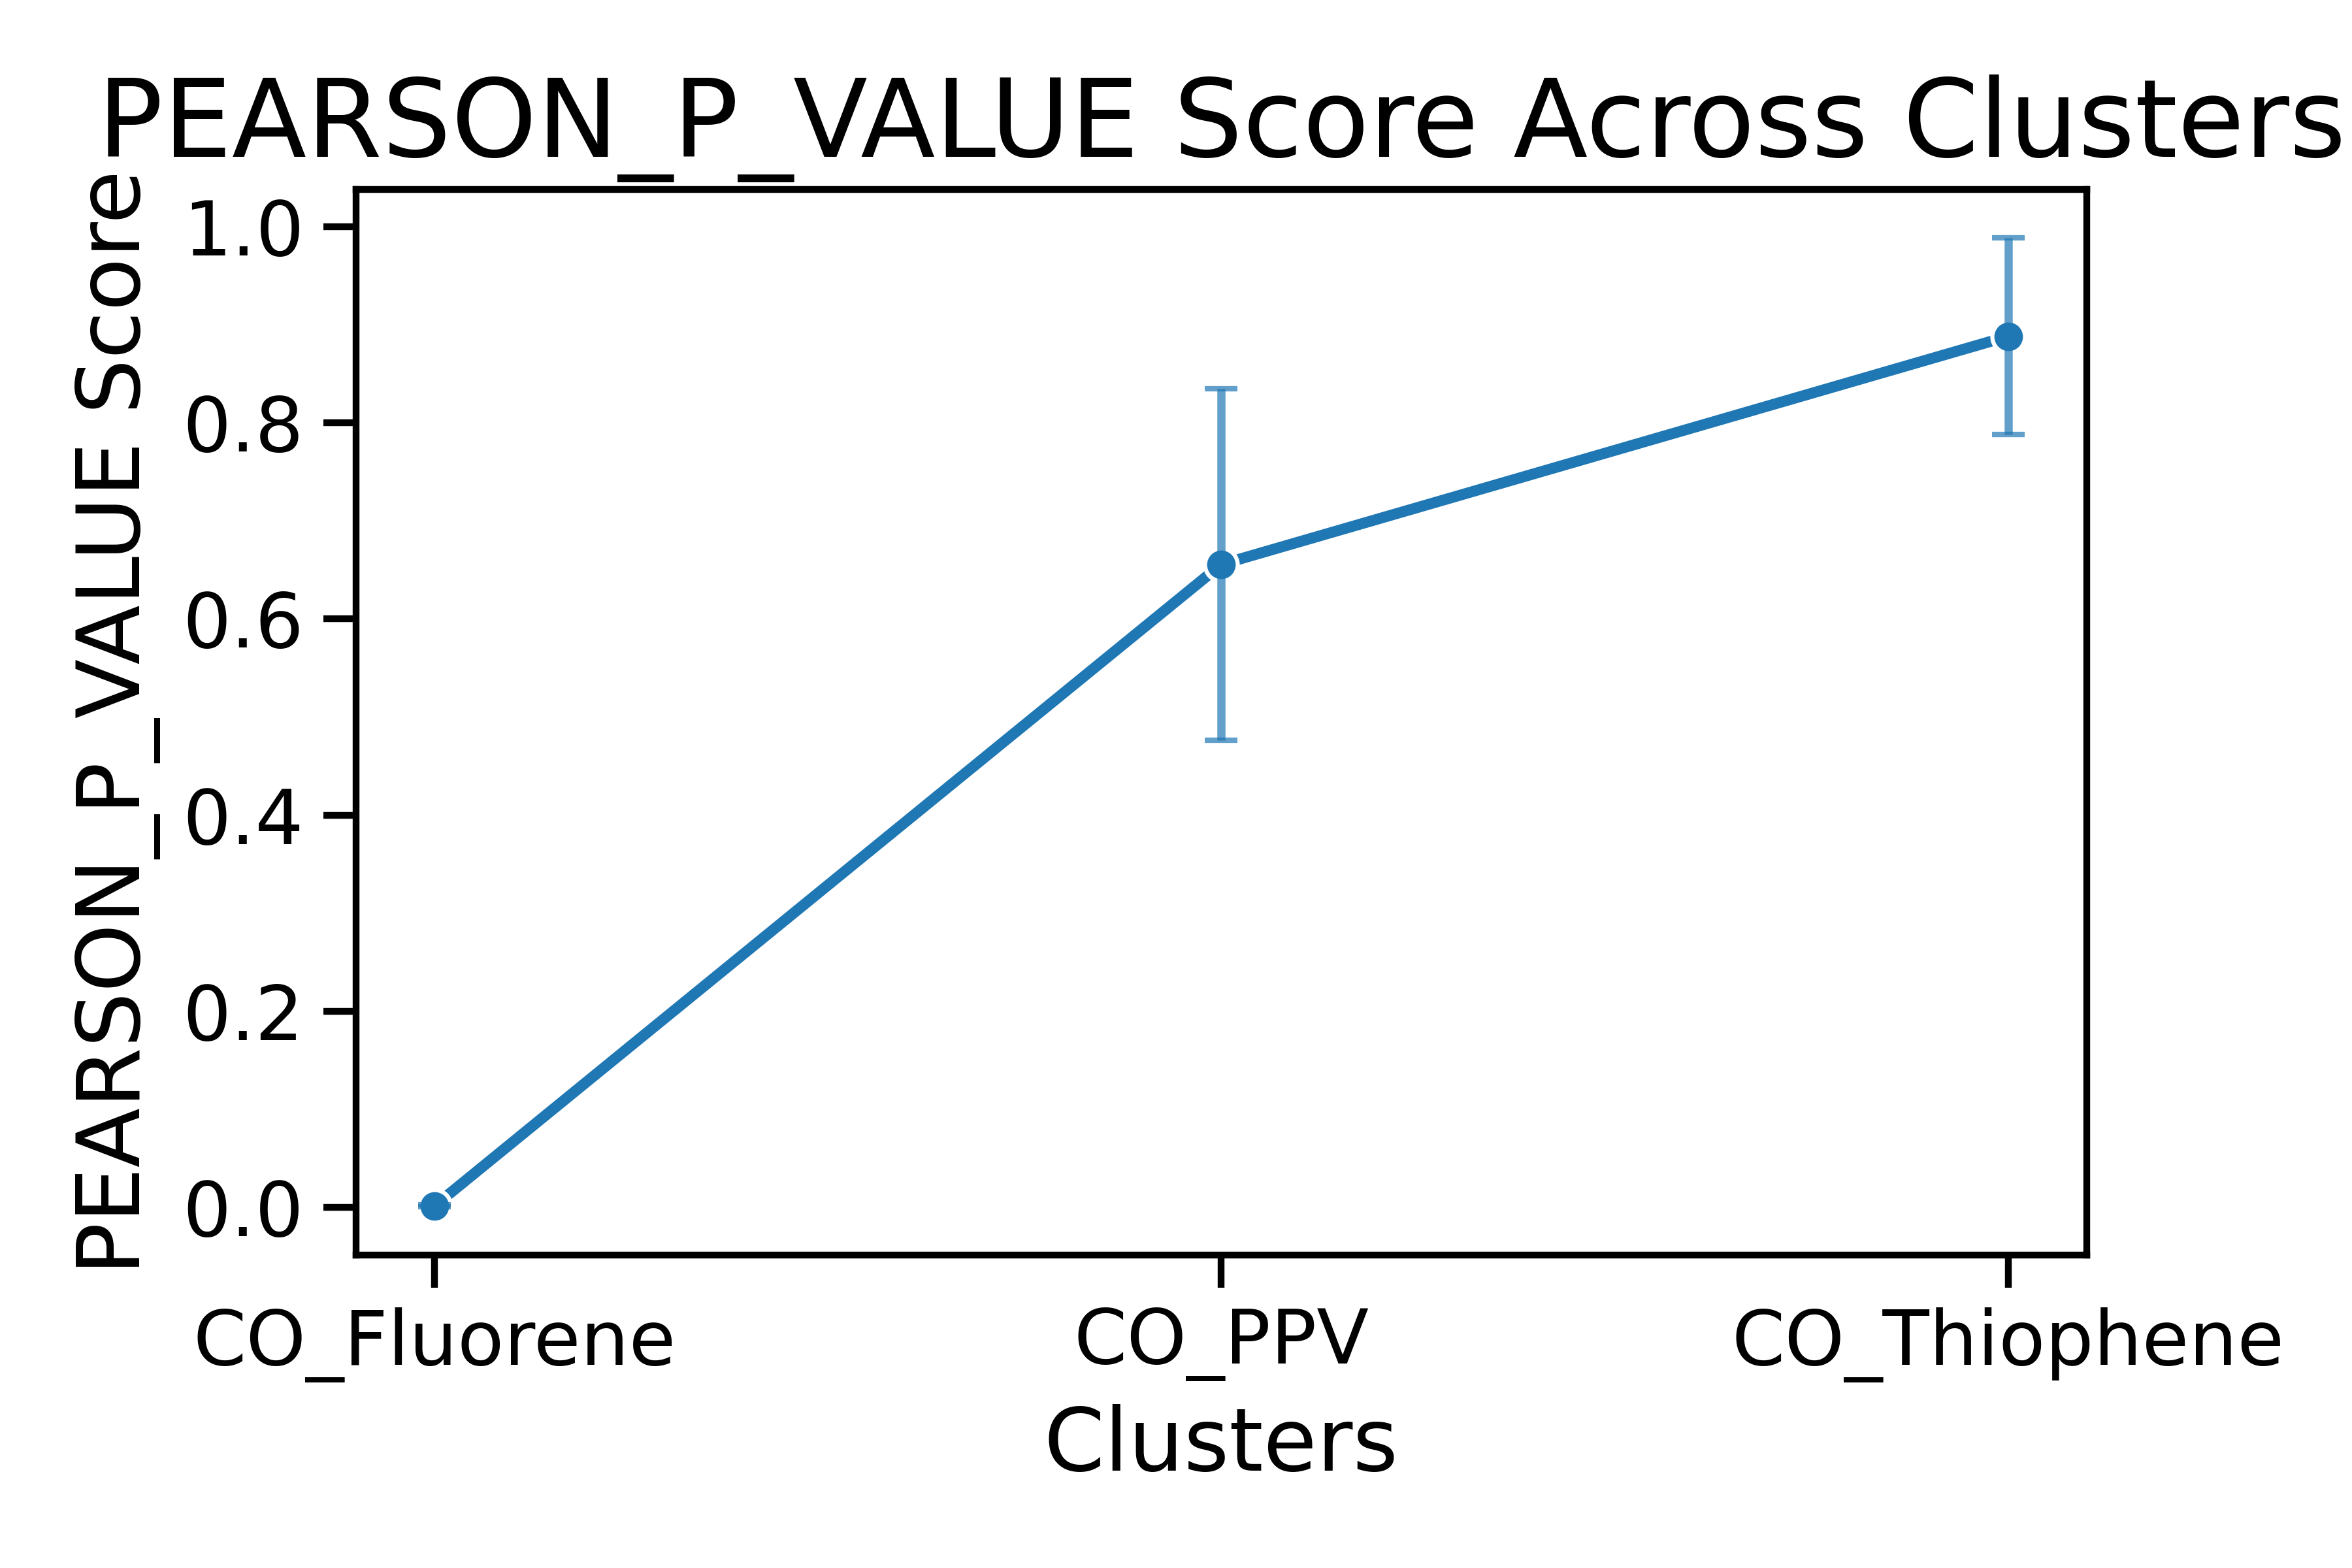 PEARSON_P_VALUE Score Across Clusters
PEARSON_P_VALUE Score
1.0
0.8
0.6
0.4
0.2
0.0
CO_Fluorene
CO_PPV
CO_Thiophene
Clusters